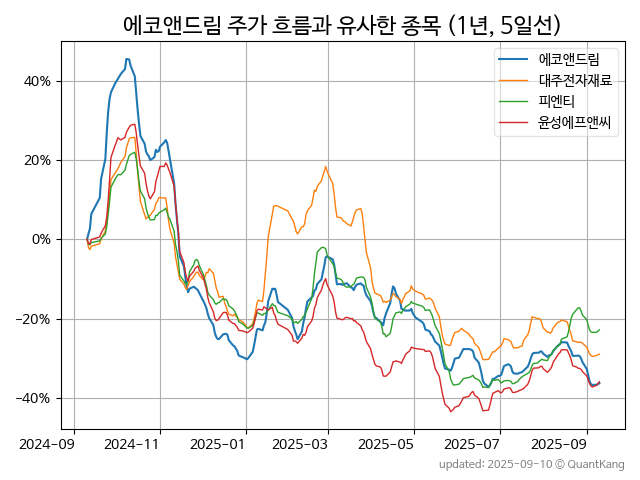 에코앤드림 주가 흐름과 유사한 종목 (1년, 5일선)
에코앤드림
대주전자재료
피엔티
윤성에프앤씨
40%
20%
0%
−20%
−40%
2024-09
2024-11
2025-01
2025-03
2025-05
2025-07
2025-09
updated: 2025-09-10 © QuantKang